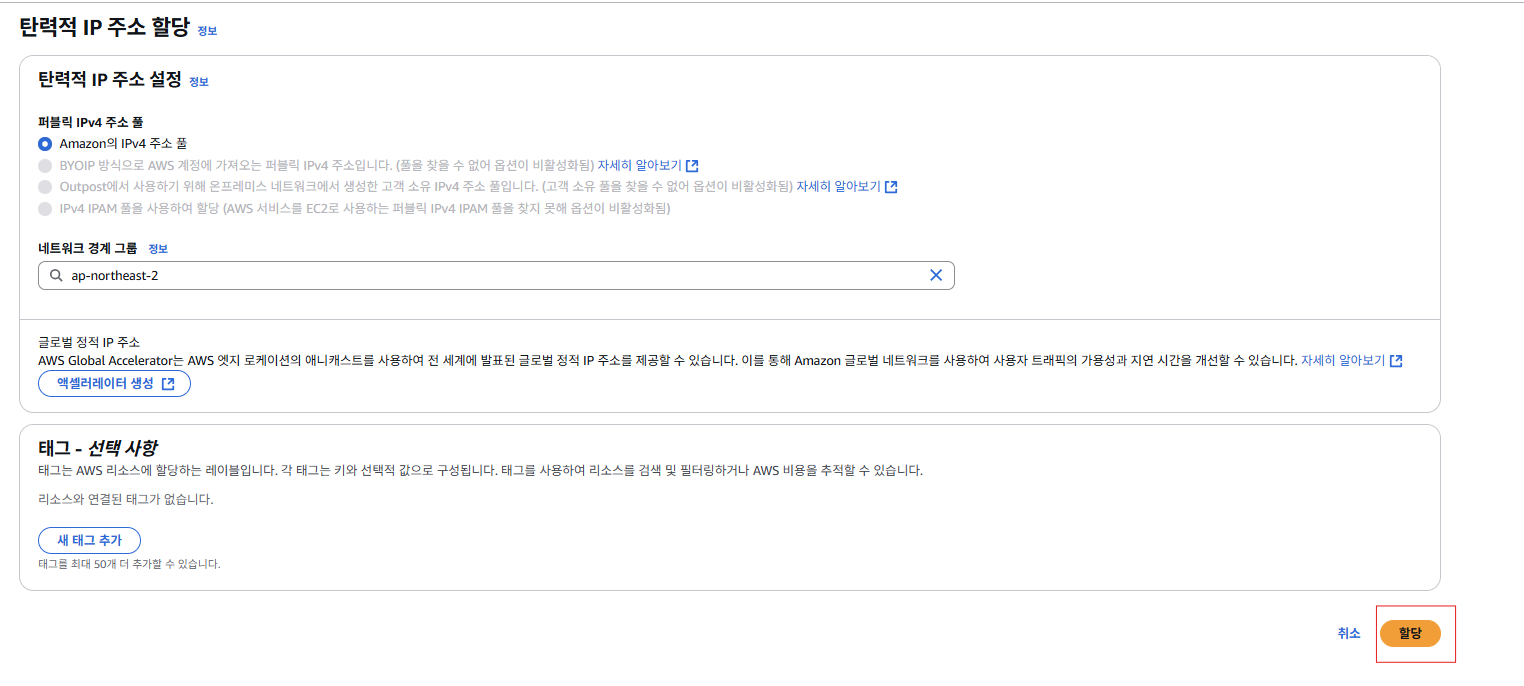 탄력적 IP 주소 할당 정보
탄력적 IP 주소 설정 정보
퍼블릭 IPv4 주소 풀
Amazon의 IPv4 주소 풀
BYOIP 방식으로 AWS 계정에 가져오는 퍼블릭 IPv4 주소입니다. (풀을 찾을 수 없어 옵션이 비활성화됨) 자세히 알아보기
Outpost에서 사용하기 위해 온프레미스 네트워크에서 생성한 고객 소유 IPv4 주소 풀입니다. (고객 소유 풀을 찾을 수 없어 옵션이 비활성화됨) 자세히 알아보기
IPv4 IPAM 풀을 사용하여 할당 (AWS 서비스를 EC2로 사용하는 퍼블릭 IPv4 IPAM 풀을 찾지 못해 옵션이 비활성화됨)
네트워크 경계 그룹 정보
ap-northeast-2
글로벌 정적 IP 주소
AWS Global Accelerator는 AWS 엣지 로케이션의 애니캐스트를 사용하여 전 세계에 발표된 글로벌 정적 IP 주소를 제공할 수 있습니다. 이를 통해 Amazon 글로벌 네트워크를 사용하여 사용자 트래픽의 가용성과 지연 시간을 개선할 수 있습니다. 자세히 알아보기
액셀러레이터 생성
태그 - 선택 사항
태그는 AWS 리소스에 할당하는 레이블입니다. 각 태그는 키와 선택적 값으로 구성됩니다. 태그를 사용하여 리소스를 검색 및 필터링하거나 AWS 비용을 추적할 수 있습니다.
리소스와 연결된 태그가 없습니다.
새 태그 추가
태그를 최대 50개 더 추가할 수 있습니다.
취소 할당